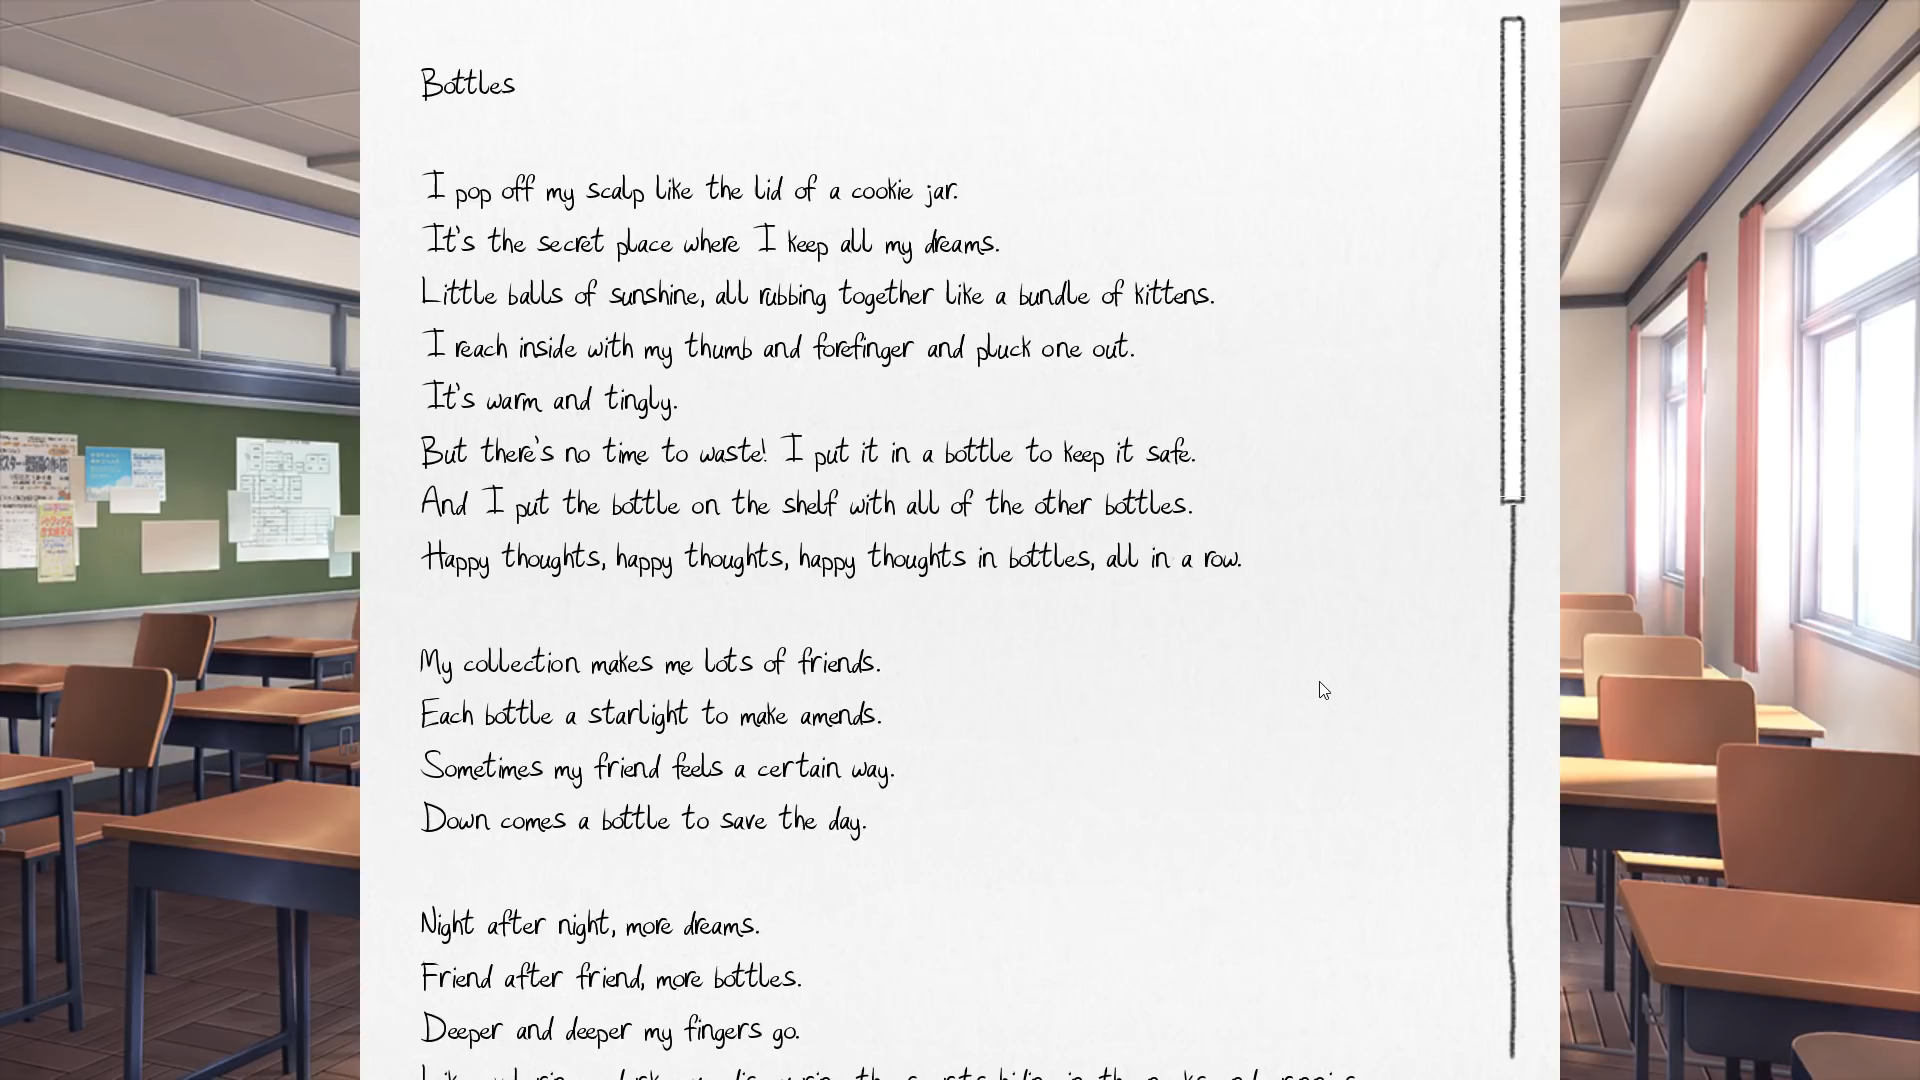 Bottles
I pop off my scalp like the lid of a cookie jar.
It's the secret place where I keep all my dreams.
Little balls of sunshine, all rubbing together like a bundle of kittens.
I reach inside with my thumb and forefinger and pluck one out.
It's warm and tingly.
But there's no time to waste! I put it in a bottle to keep it safe.
And I put the bottle on the shelf with all of the other bottles.
Happy thoughts, happy thoughts, happy thoughts in bottles, all in a row.
My collection makes me lots of friends.
Each bottle a starlight to make amends.
Sometimes my friend feels a certain way.
Down comes a bottle to save the day.
Night after night, more dreams.
Friend after friend, more bottles.
Deeper and deeper my fingers go.